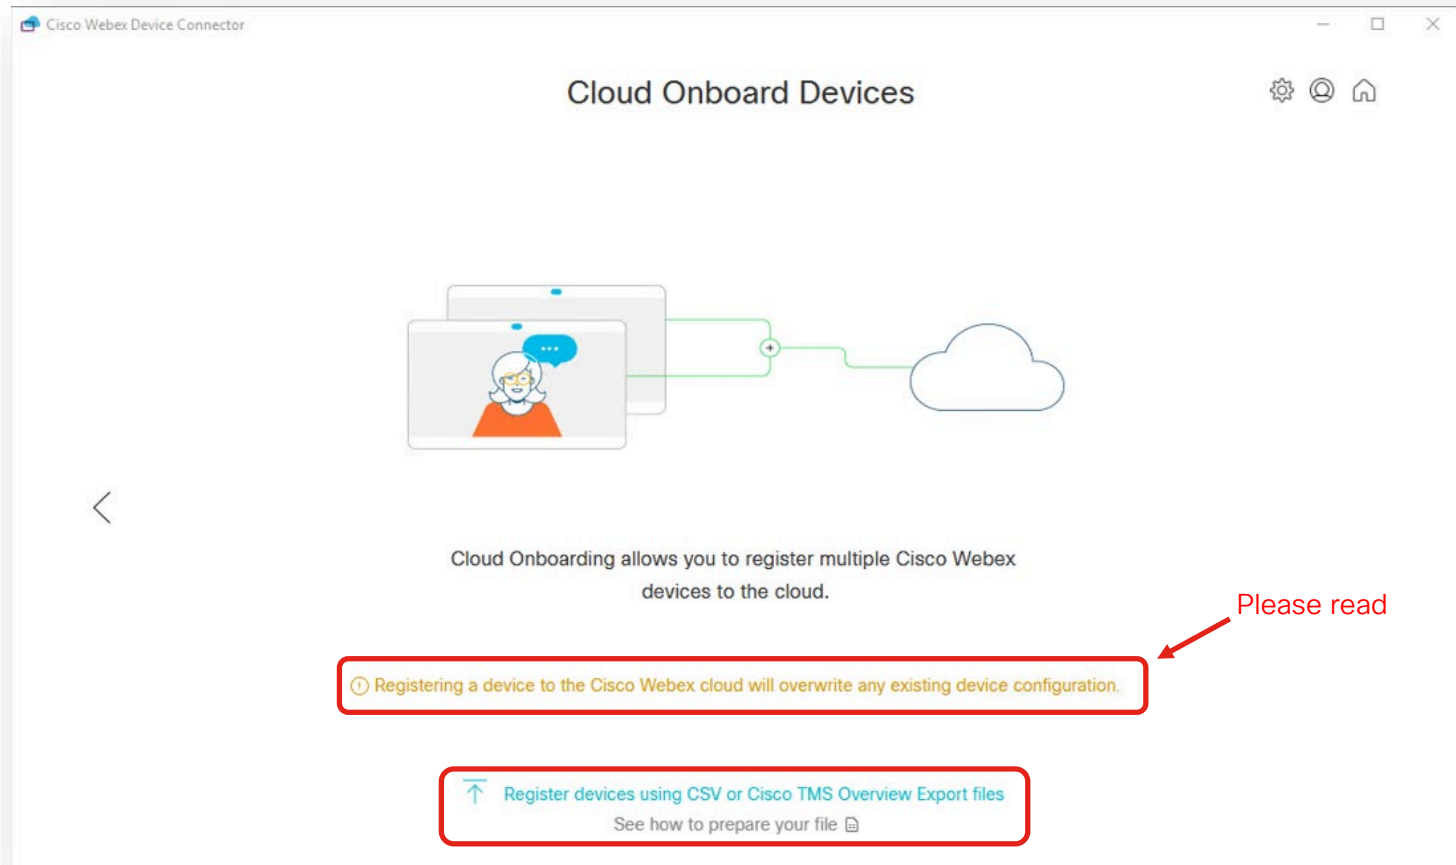 Cisco Webex Device Connector
Cloud Onboard Devices
Cloud Onboarding allows you to register multiple Cisco Webex
devices to the cloud.
Please read
Registering a device to the Cisco Webex cloud will overwrite any existing device configuration.
Register devices using CSV or Cisco TMS Overview Export files
See how to prepare your file